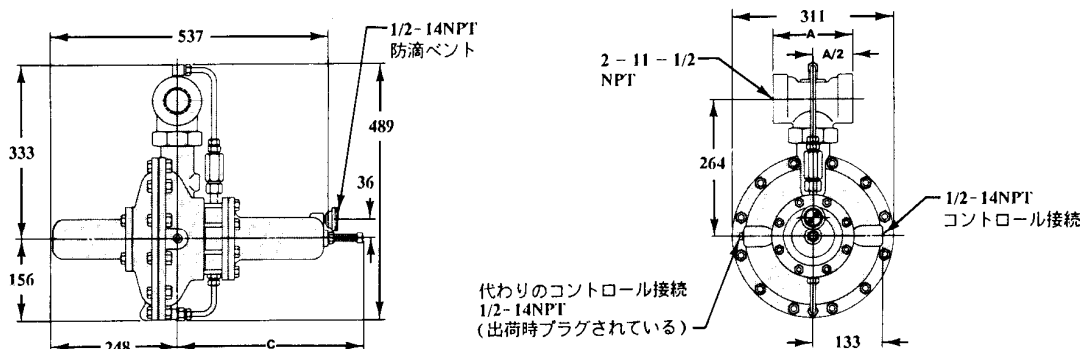 537
1/2-14NPT
防滴ベント
333
489
36
156
248
C
311
A
A/2
2 - 11 - 1/2
NPT
264
1/2-14NPT
コントロール接続
代わりのコントロール接続
1/2-14NPT
(出荷時プラグされている)
133